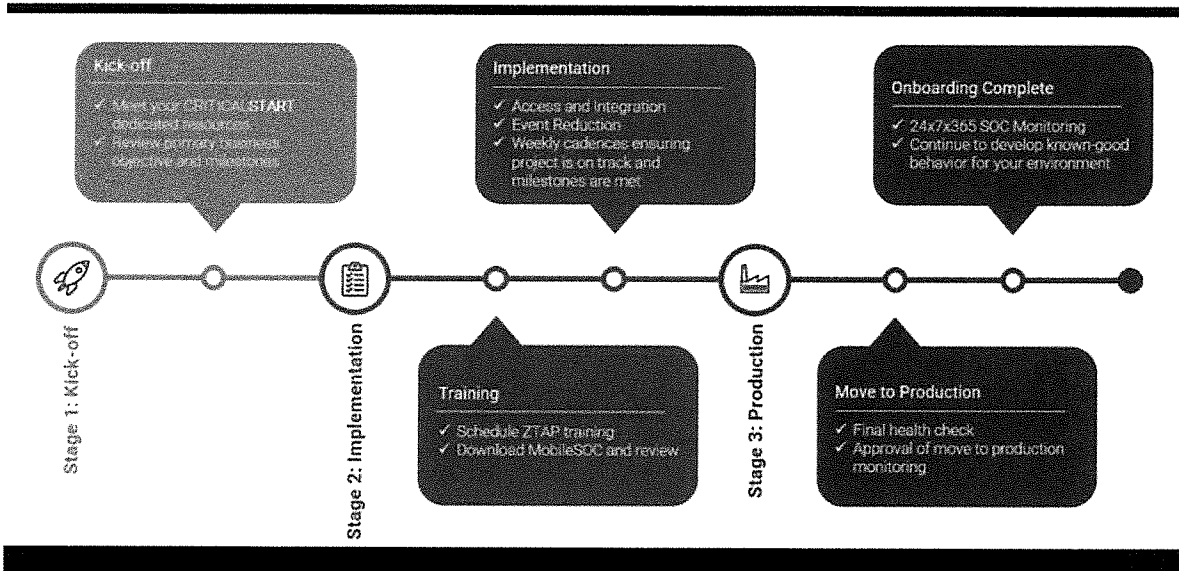 Kick off
✓ Meet your CRITICALSTART
dedicated resources
✓ Review primary business
objective and milestones
Implementation
✓ Access and Integration
✓ Event Reduction
✓ Weekly cadences ensuring
project is on track and
milestones are met
Onboarding Complete
✓ 24x7x365 SOC Monitoring
✓ Continue to develop known-good
behavior for your environment
Stage 1: Kick-off
Stage 2: Implementation
Training
✓ Schedule ZTAP training
✓ Download MobileSOC and review
Stage 3: Production
Move to Production
✓ Final health check
✓ Approval of move to production
monitoring